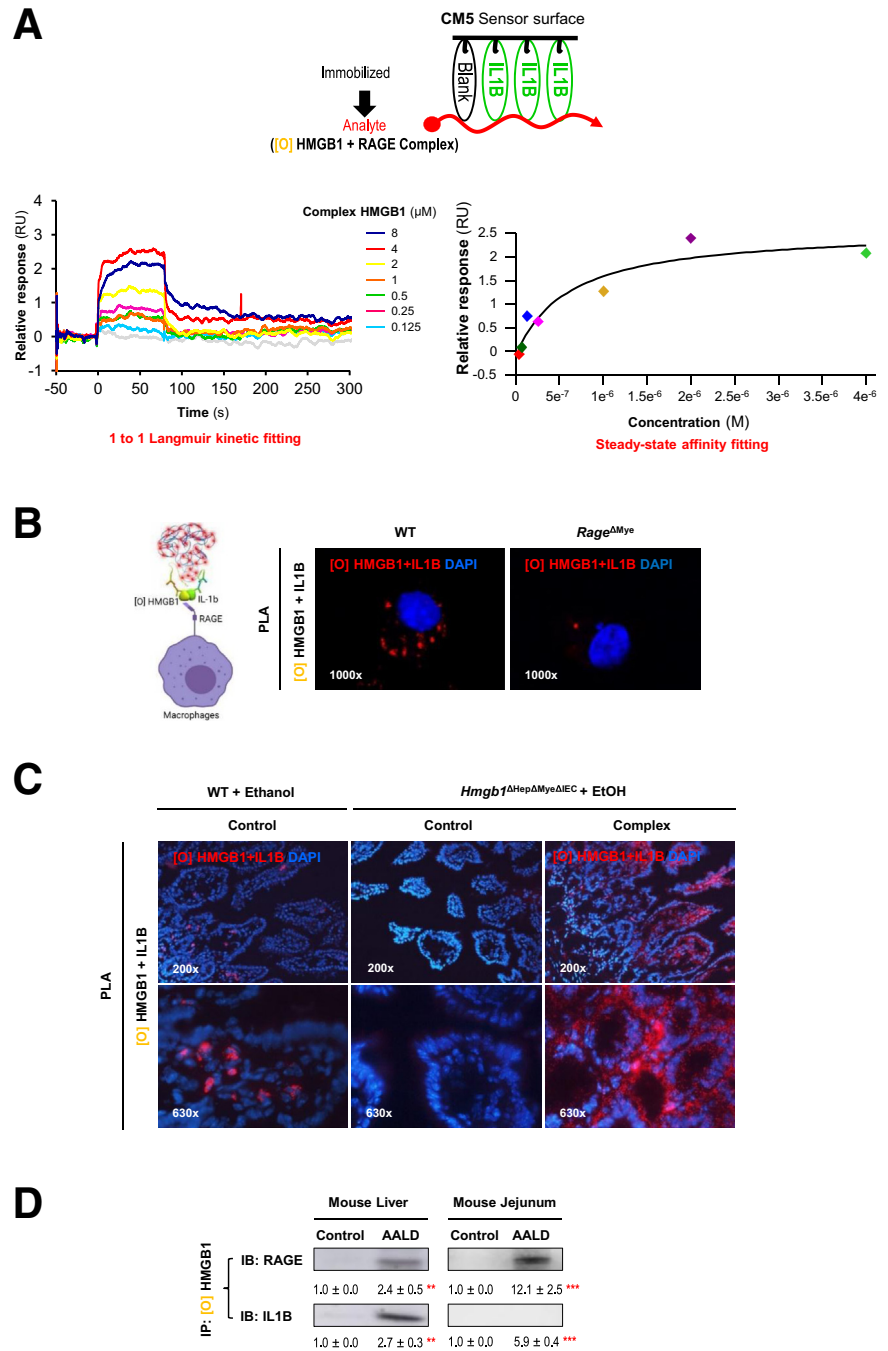 A
CM5 Sensor surface
Blank
IL1B
IL1B
IL1B
Immobilized
Analyte
([O] HMGB1 + RAGE Complex)
Relative response (RU)
4
3
2
1
0
-1
-50
0
50
100
150
200
250
300
Time (s)
1 to 1 Langmuir kinetic fitting
Complex HMGB1 (μM)
8
4
2
1
0.5
0.25
0.125
Relative response (RU)
2.5
2
1.5
1
0.5
0
-0.5
0
5e-7
1e-6
1.5e-6
2e-6
2.5e-6
3e-6
3.5e-6
4e-6
Concentration (M)
Steady-state affinity fitting
B
[O] HMGB1
IL-1b
RAGE
Macrophages
PLA
[O] HMGB1 + IL1B
WT
RageΔMye
[O] HMGB1+IL1B DAPI
1000x
[O] HMGB1+IL1B DAPI
1000x
C
WT + Ethanol
Hmgb1ΔHepΔMyeΔIEC + EtOH
Control
Control
Complex
PLA
[O] HMGB1 + IL1B
[O] HMGB1+IL1B DAPI
200x
200x
[O] HMGB1+IL1B DAPI
200x
630x
630x
630x
D
Mouse Liver
Mouse Jejunum
Control
AALD
Control
AALD
IP: [O] HMGB1
IB: RAGE
1.0 ± 0.0
2.4 ± 0.5 **
1.0 ± 0.0
12.1 ± 2.5 ***
IB: IL1B
1.0 ± 0.0
2.7 ± 0.3 **
1.0 ± 0.0
5.9 ± 0.4 ***